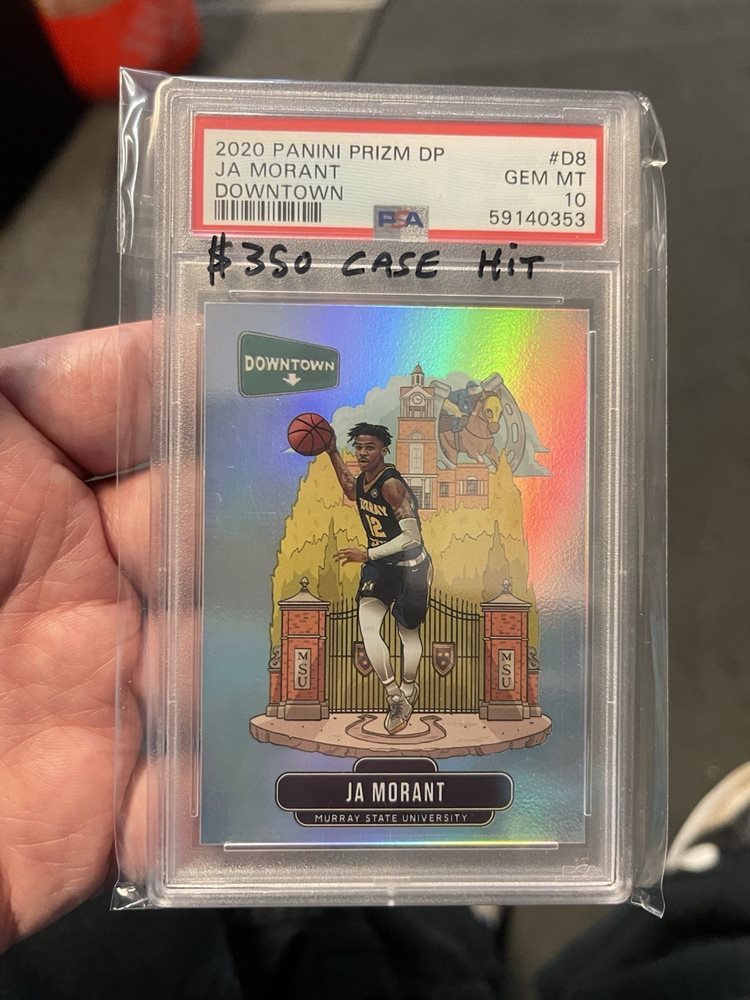 2020 PANINI PRIZM DP #D8
JA MORANT GEM MT
DOWNTOWN 10
PSA 59140353
$350 CASE HIT
DOWNTOWN
12
MSU MSU
JA MORANT
MURRAY STATE UNIVERSITY